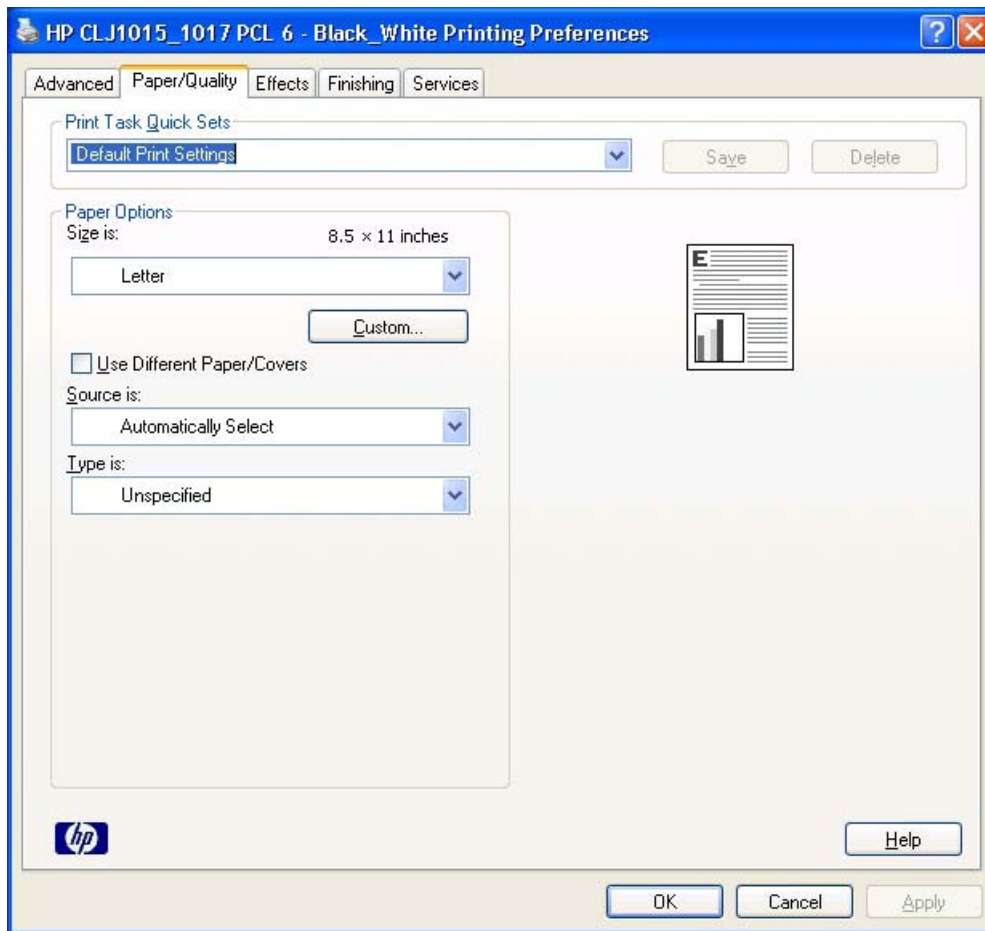 HP CLJ1015_1017 PCL 6 - Black_White Printing Preferences
Advanced Paper/Quality Effects Finishing Services
Print Task Quick Sets
Default Print Settings Save Delete
Paper Options
Size is: 8.5 × 11 inches
Letter
E
Custom...
Use Different Paper/Covers
Source is:
Automatically Select
Type is:
Unspecified
hp Help
OK Cancel Apply